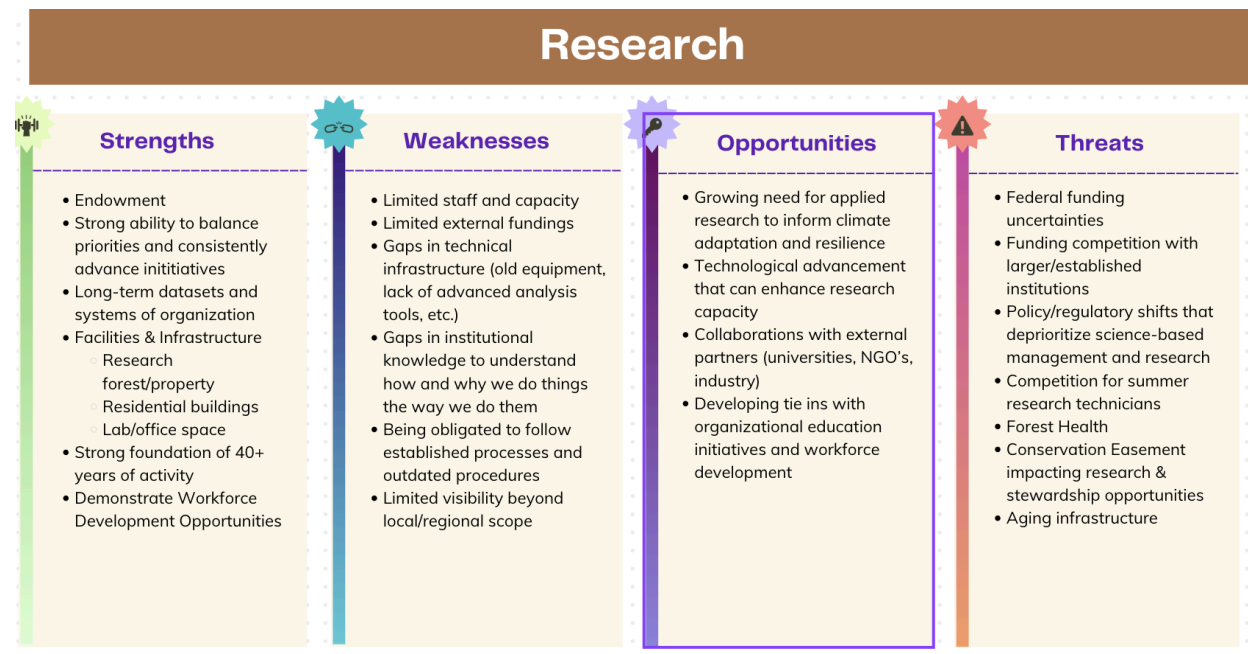 Research
Strengths
• Endowment
• Strong ability to balance
priorities and consistently
advance inititiatives
• Long-term datasets and
systems of organization
• Facilities & Infrastructure
○ Research
forest/property
○ Residential buildings
○ Lab/office space
• Strong foundation of 40+
years of activity
• Demonstrate Workforce
Development Opportunities
Weaknesses
• Limited staff and capacity
• Limited external fundings
• Gaps in technical
infrastructure (old equipment,
lack of advanced analysis
tools, etc.)
• Gaps in institutional
knowledge to understand
how and why we do things
the way we do them
• Being obligated to follow
established processes and
outdated procedures
• Limited visibility beyond
local/regional scope
Opportunities
• Growing need for applied
research to inform climate
adaptation and resilience
• Technological advancement
that can enhance research
capacity
• Collaborations with external
partners (universities, NGO’s,
industry)
• Developing tie ins with
organizational education
initiatives and workforce
development
Threats
• Federal funding
uncertainties
• Funding competition with
larger/established
institutions
• Policy/regulatory shifts that
deprioritize science-based
management and research
• Competition for summer
research technicians
• Forest Health
• Conservation Easement
impacting research &
stewardship opportunities
• Aging infrastructure